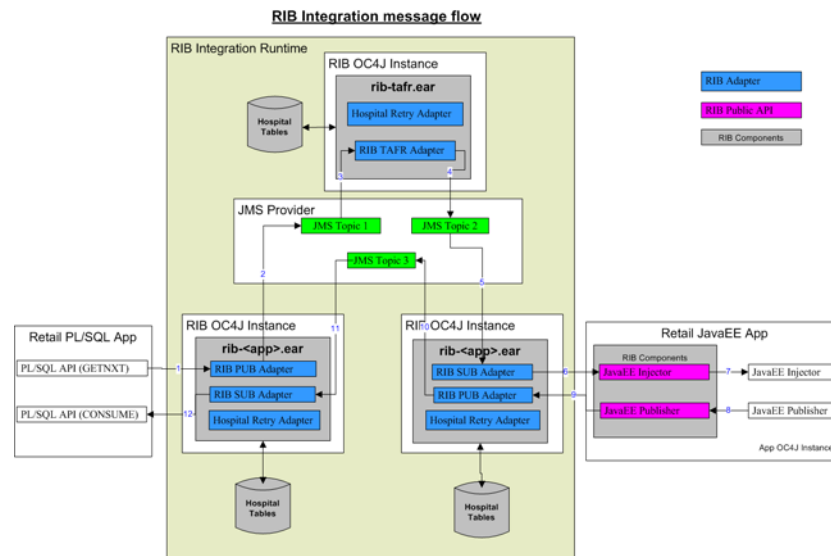 RIB Integration message flow
RIB Integration Runtime
RIB OC4J Instance
rib-tafr.ear
Hospital Retry Adapter
RIB TAFR Adapter
Hospital
Tables
RIB Adapter
RIB Public API
RIB Components
3
4
JMS Provider
JMS Topic 1
JMS Topic 2
JMS Topic 3
2
5
11
10
Retail PL/SQL App
PL/SQL API (GETNXT)
PL/SQL API (CONSUME)
1
12
RIB OC4J Instance
rib-<app>.ear
RIB PUB Adapter
RIB SUB Adapter
Hospital Retry Adapter
Hospital
Tables
RIB OC4J Instance
rib-<app>.ear
RIB SUB Adapter
RIB PUB Adapter
Hospital Retry Adapter
Hospital
Tables
6
9
Retail JavaEE App
RIB Components
JavaEE Injector
JavaEE Publisher
7
8
JavaEE Injector
JavaEE Publisher
App OC4J Instance